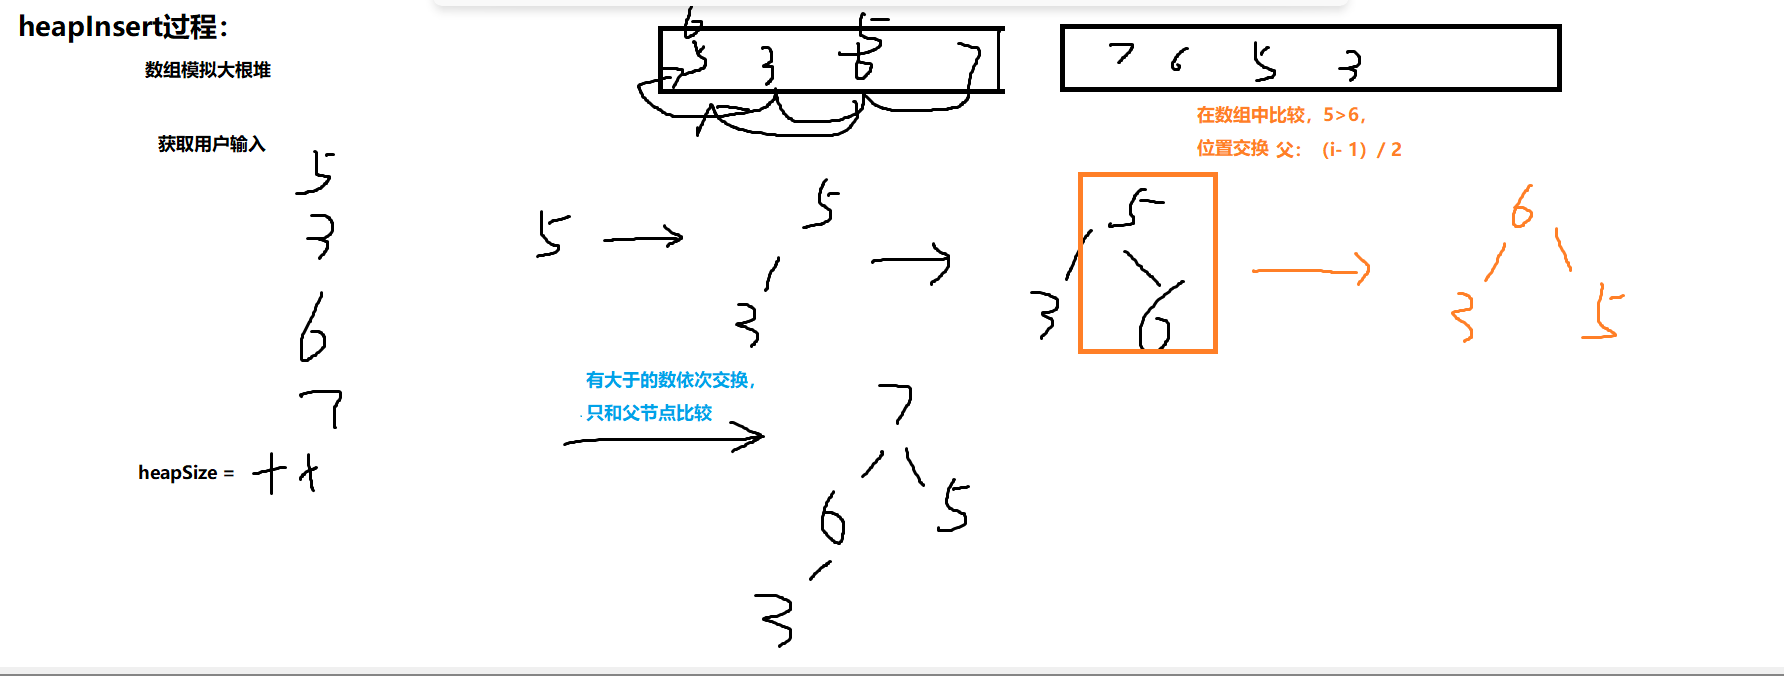 heapInsert过程：
数组模拟大根堆
6 5
5 3 6 7
7 6 5 3
在数组中比较，5>6，
位置交换 父：（i- 1）/ 2
获取用户输入
5
3
6
7
heapSize = ++
5
5
3
5
3 6
6
3 5
有大于的数依次交换，
只和父节点比较
7
6 5
3